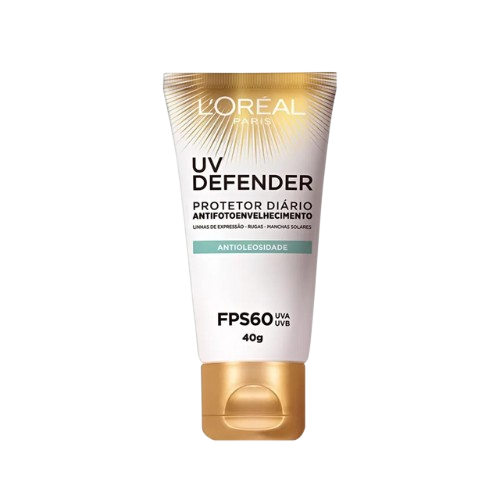 L'ORÉAL
PARIS
UV
DEFENDER
PROTETOR DIÁRIO
ANTIFOTOENVELHECIMENTO
LINHAS DE EXPRESSÃO - RUGAS - MANCHAS SOLARES
ANTIOLEOSIDADE
FPS60 UVA
UVB
40g